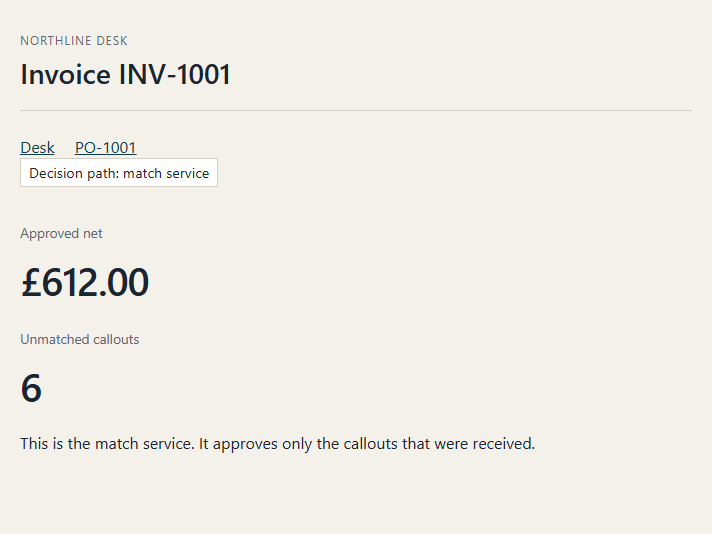 NORTHLINE DESK
Invoice INV-1001
Desk PO-1001
Decision path: match service
Approved net
£612.00
Unmatched callouts
6
This is the match service. It approves only the callouts that were received.